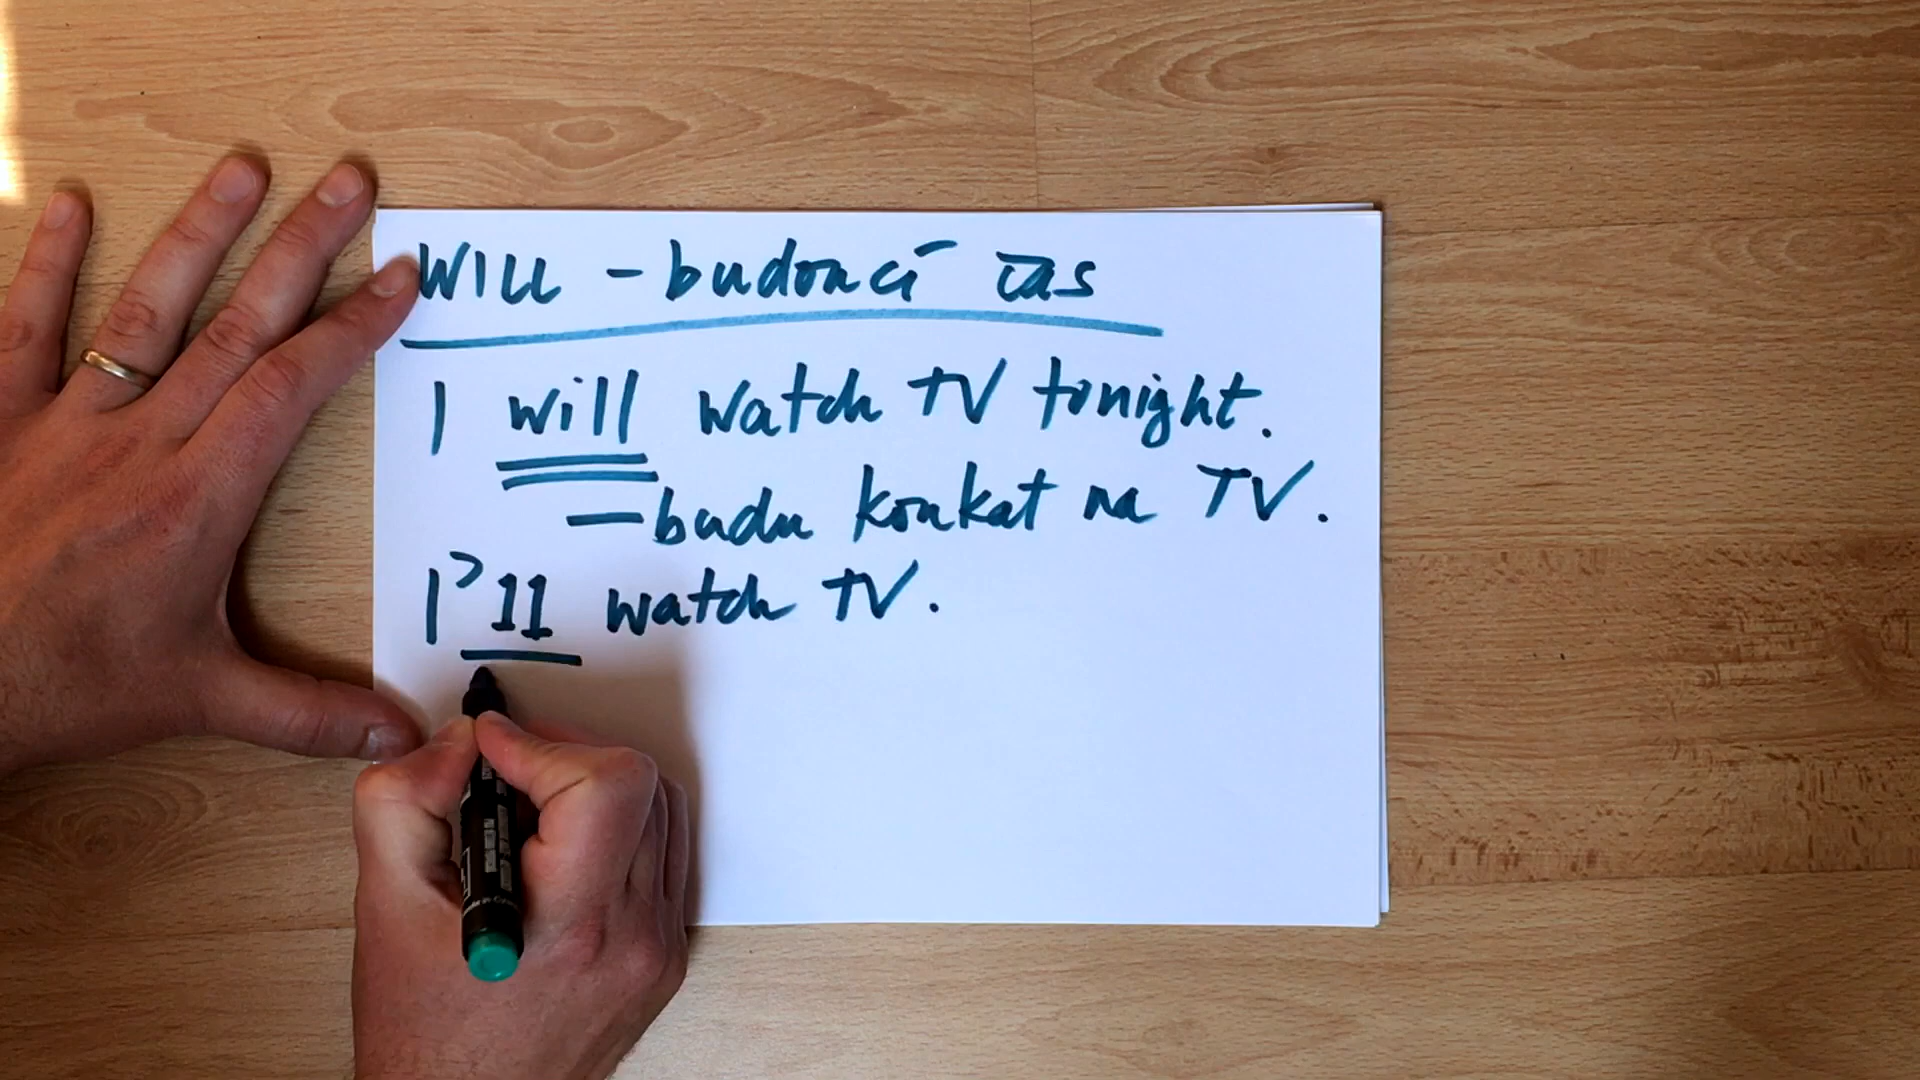 WILL - budoucí čas
I will watch TV tonight.
- budu koukat na TV.
I'll watch TV.